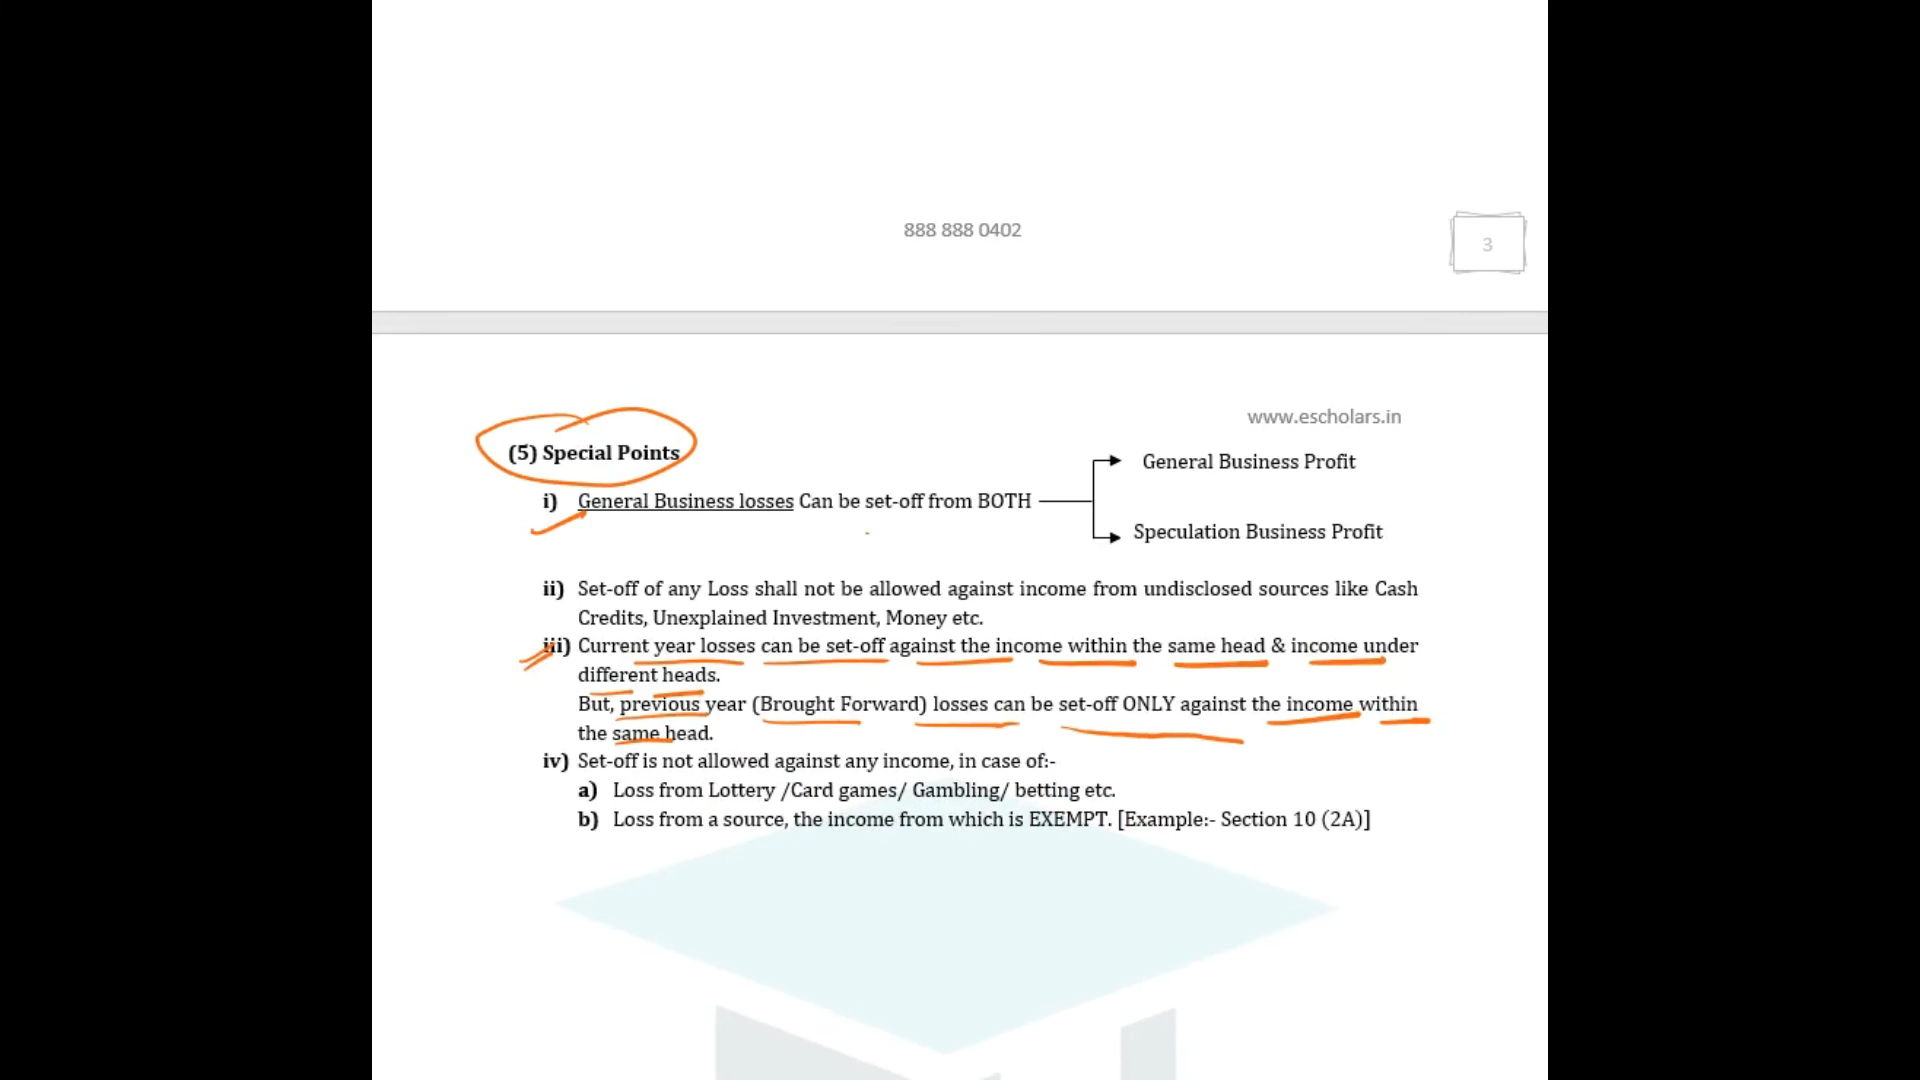 888 888 0402
3
www.escholars.in
(5) Special Points
General Business Profit
i) General Business losses Can be set-off from BOTH
Speculation Business Profit
ii) Set-off of any Loss shall not be allowed against income from undisclosed sources like Cash
Credits, Unexplained Investment, Money etc.
iii) Current year losses can be set-off against the income within the same head & income under
different heads.
But, previous year (Brought Forward) losses can be set-off ONLY against the income within
the same head.
iv) Set-off is not allowed against any income, in case of:-
a) Loss from Lottery /Card games/ Gambling/ betting etc.
b) Loss from a source, the income from which is EXEMPT. [Example:- Section 10 (2A)]